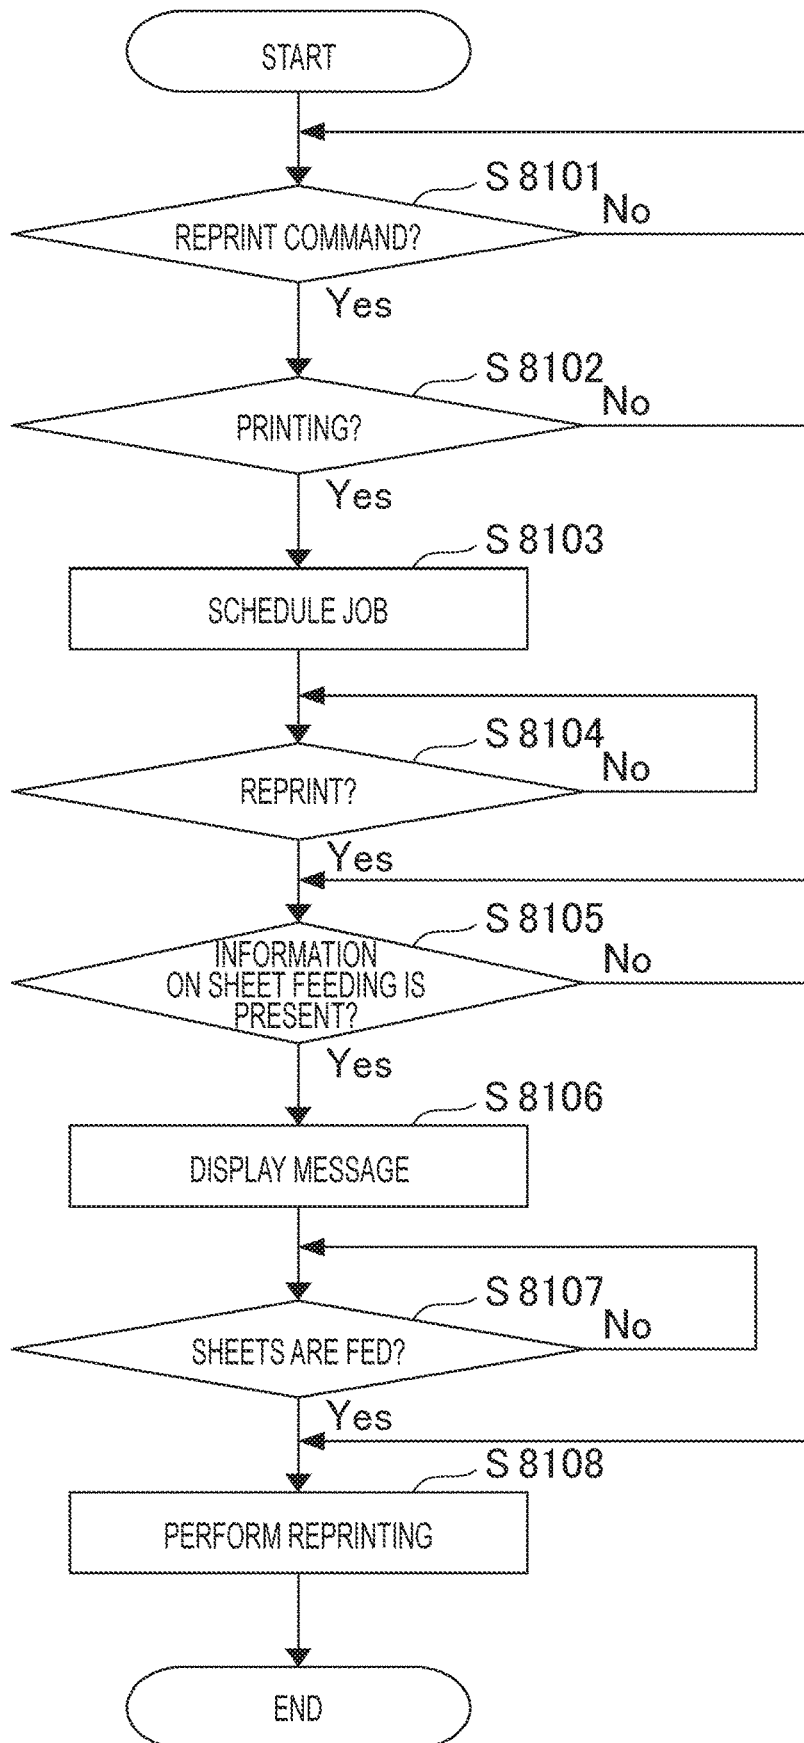 START
S 8101
REPRINT COMMAND?
No
Yes
S 8102
PRINTING?
No
Yes
S 8103
SCHEDULE JOB
S 8104
REPRINT?
No
Yes
S 8105
INFORMATION
ON SHEET FEEDING IS
PRESENT?
No
Yes
S 8106
DISPLAY MESSAGE
S 8107
SHEETS ARE FED?
No
Yes
S 8108
PERFORM REPRINTING
END